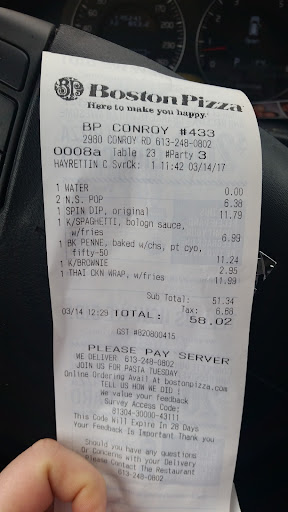 BP Boston Pizza
Here to make you happy.
BP CONROY #433
2980 CONROY RD 613-248-0802
0008a Table 23 #Party 3
HAYRETTIN C SvrCk: 1 11:42 03/14/17
1 WATER 0.00
2 N.S. POP 6.38
1 SPIN DIP, original 11.79
1 K/SPAGHETTI, bologn sauce,
w/fries 6.99
1 BK PENNE, baked w/chs, pt cyo,
fifty-50 11.24
1 K/BROWNIE 2.95
1 THAI CKN WRAP, w/fries 11.99
Sub Total: 51.34
Tax: 6.68
03/14 12:29 TOTAL: 58.02
GST #820800415
PLEASE PAY SERVER
WE DELIVER 613-248-0802
JOIN US FOR PASTA TUESDAY
Online Ordering Avail At bostonpizza.com
TELL US HOW WE DID !
We value your feedback
Survey Access Code:
81304-30000-43111
This Code Will Expire In 28 Days
Your Feedback Is Important Thank you
Should you have any questions
Or Concerns with your Delivery
Please Contact The Restaurant
613-248-0802